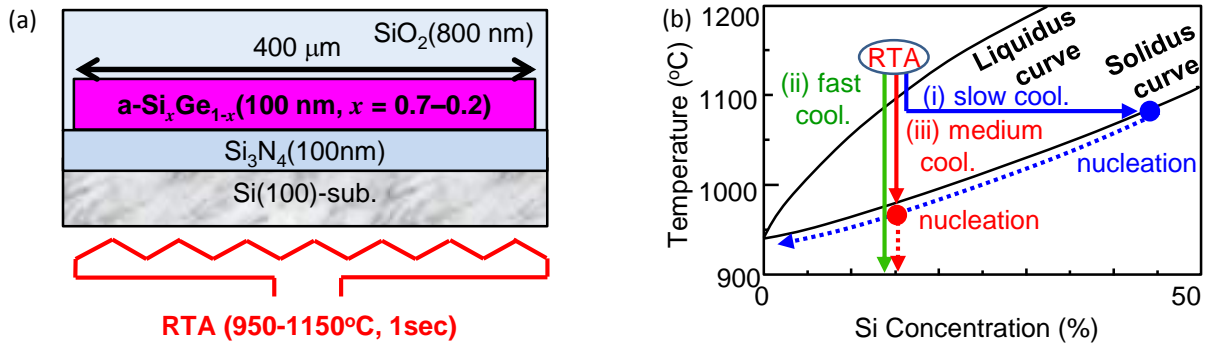 (a)
SiO2(800 nm)
400 μm
a-SixGe1-x(100 nm, x = 0.7–0.2)
Si3N4(100nm)
Si(100)-sub.
RTA (950-1150oC, 1sec)
(b)
Temperature (oC)
1200
1100
1000
900
0
50
Si Concentration (%)
RTA
Liquidus
curve
Solidus
curve
(ii) fast
cool.
(i) slow cool.
(iii) medium
cool.
nucleation
nucleation